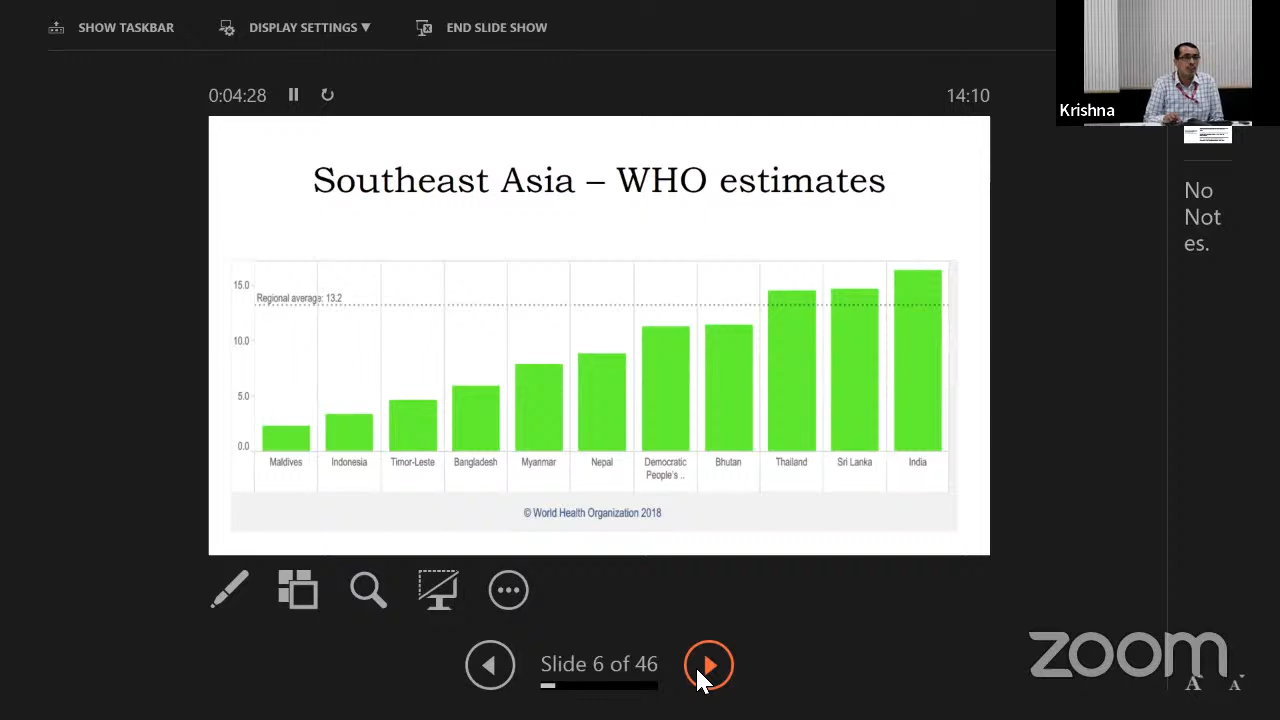 SHOW TASKBAR
DISPLAY SETTINGS ▼
END SLIDE SHOW
Krishna
0:04:28
14:10
No
Not
es.
Southeast Asia – WHO estimates
15.0
Regional average: 13.2
10.0
5.0
0.0
Maldives
Indonesia
Timor-Leste
Bangladesh
Myanmar
Nepal
Democratic
People's ..
Bhutan
Thailand
Sri Lanka
India
© World Health Organization 2018
Slide 6 of 46
zoom
A
A